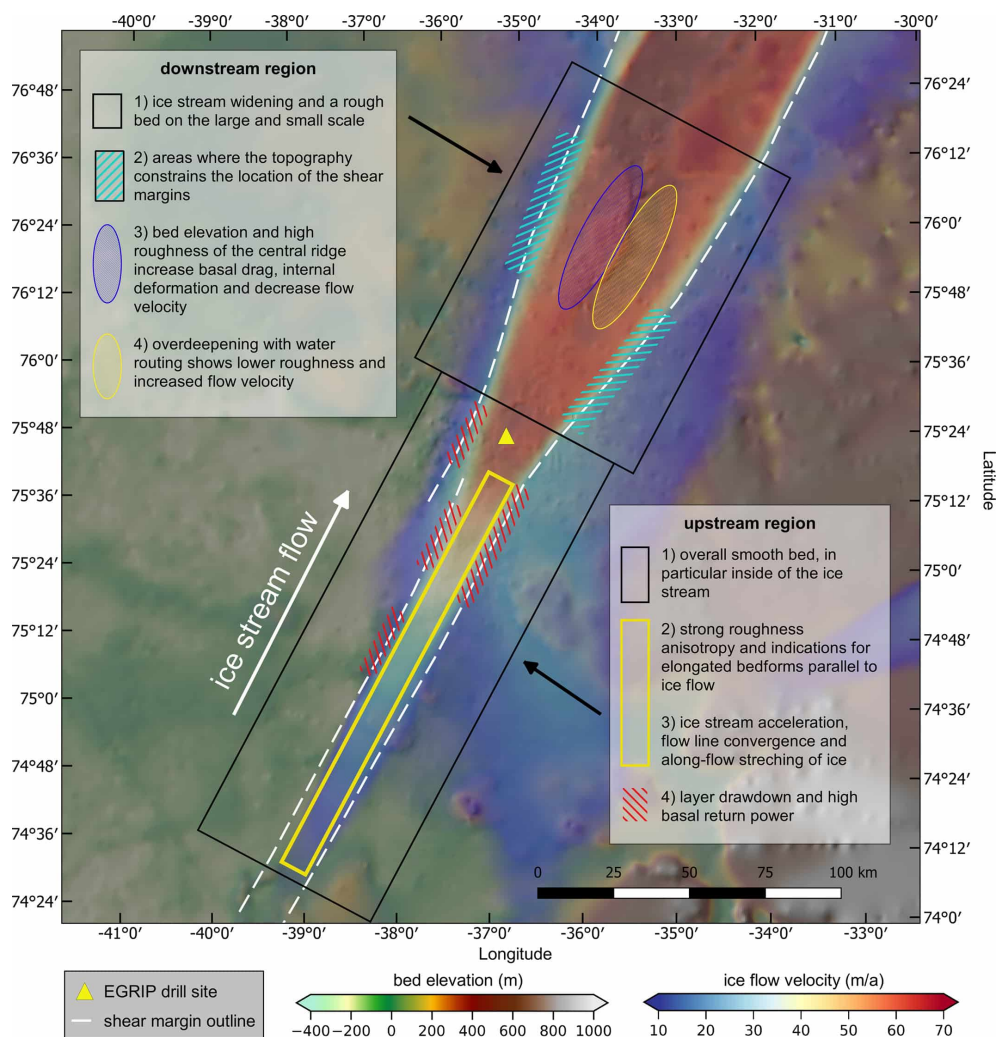 -40°0′ -39°0′ -38°0′ -37°0′ -36°0′ -35°0′ -34°0′ -33°0′ -32°0′ -31°0′ -30°0′
downstream region
1) ice stream widening and a rough
bed on the large and small scale
2) areas where the topography
constrains the location of the shear
margins
3) bed elevation and high
roughness of the central ridge
increase basal drag, internal
deformation and decrease flow
velocity
4) overdeepening with water
routing shows lower roughness and
increased flow velocity
76°48′
76°36′
76°24′
76°12′
76°0′
75°48′
75°36′
75°24′
75°12′
75°0′
74°48′
74°36′
74°24′
76°24′
76°12′
76°0′
75°48′
75°36′
75°24′
75°12′
75°0′
74°48′
74°36′
74°24′
74°12′
74°0′
Latitude
ice stream flow
upstream region
1) overall smooth bed, in
particular inside of the ice
stream
2) strong roughness
anisotropy and indications for
elongated bedforms parallel to
ice flow
3) ice stream acceleration,
flow line convergence and
along-flow streching of ice
4) layer drawdown and high
basal return power
0 25 50 75 100 km
-41°0′ -40°0′ -39°0′ -38°0′ -37°0′ -36°0′ -35°0′ -34°0′ -33°0′
Longitude
EGRIP drill site
shear margin outline
bed elevation (m)
−400 −200 0 200 400 600 800 1000
ice flow velocity (m/a)
10 20 30 40 50 60 70